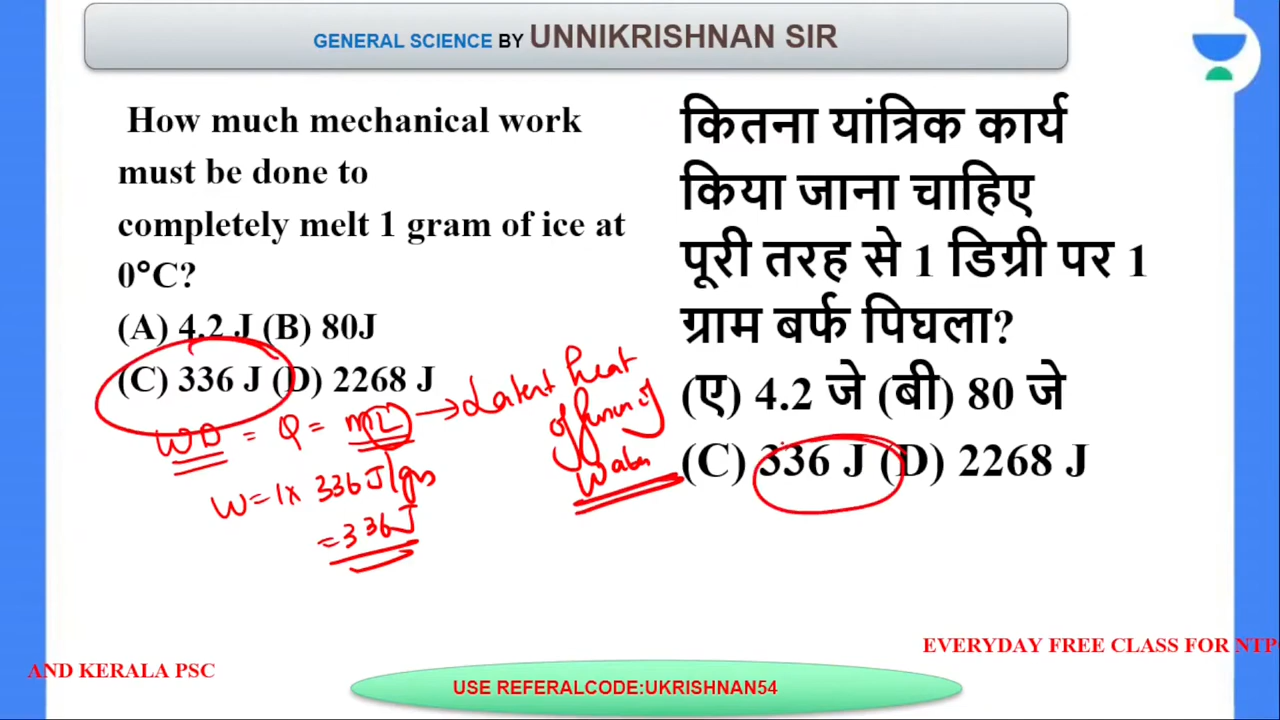 GENERAL SCIENCE BY UNNIKRISHNAN SIR
How much mechanical work
must be done to
completely melt 1 gram of ice at
0°C?
(A) 4.2 J (B) 80J
(C) 336 J (D) 2268 J
WD = Q = mL → Latent heat
of fusion of
Water
W = 1 x 336 J/gm
= 336J
कितना यांत्रिक कार्य
किया जाना चाहिए
पूरी तरह से 1 डिग्री पर 1
ग्राम बर्फ पिघला?
(ए) 4.2 जे (बी) 80 जे
(C) 336 J (D) 2268 J
EVERYDAY FREE CLASS FOR NTP
AND KERALA PSC
USE REFERALCODE:UKRISHNAN54